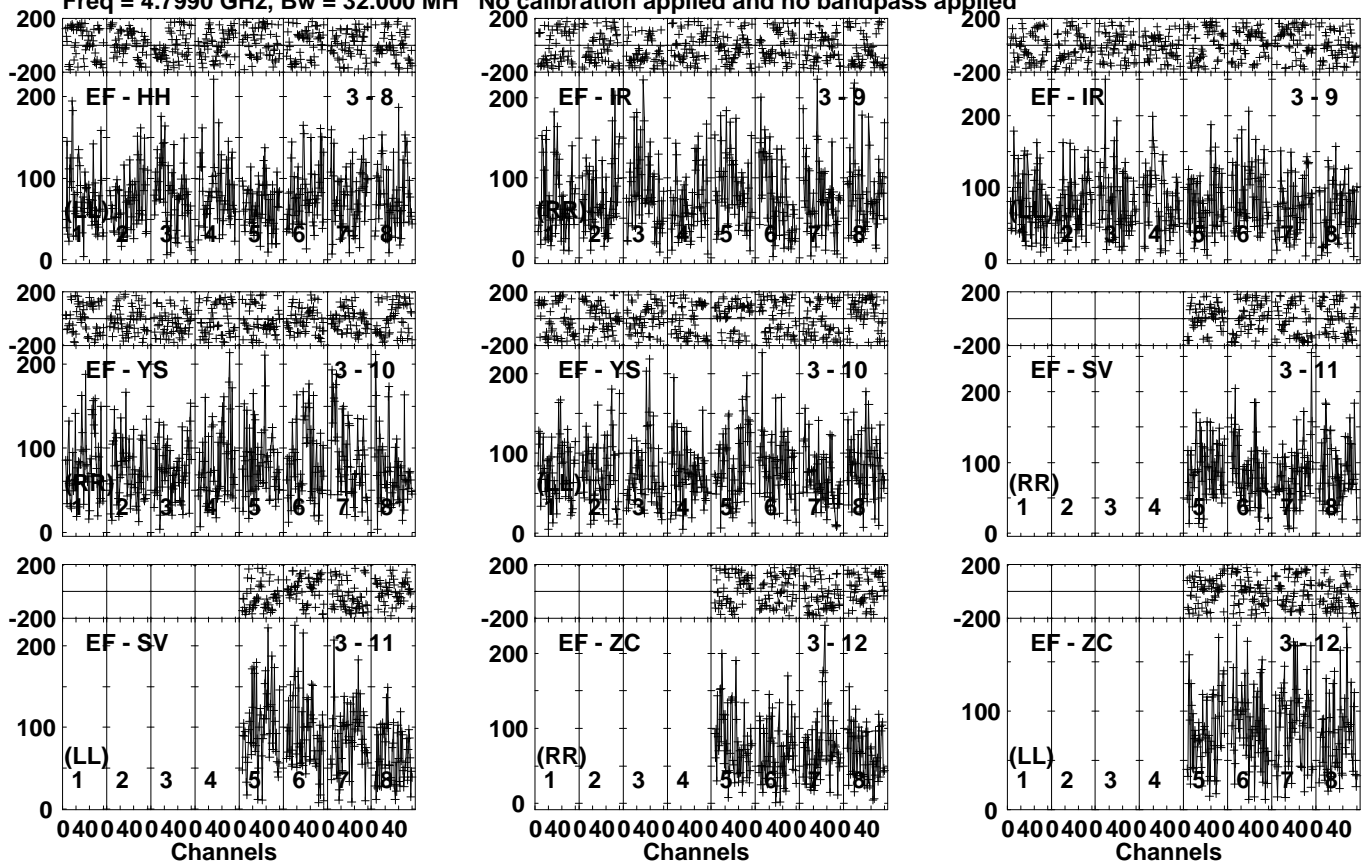 Freq = 4.7990 GHz, Bw = 32.000 MH No calibration applied and no bandpass applied
200 200 200
-200 -200 -200
EF - HH 3 - 8 EF - IR 3 - 9 EF - IR 3 - 9
200 200 200
100 100 100
(LL) (RR) (LL)
1 2 3 4 5 6 7 8 1 2 3 4 5 6 7 8 1 2 3 4 5 6 7 8
0 0 0
200 200 200
-200 -200 -200
EF - YS 3 - 10 EF - YS 3 - 10 EF - SV 3 - 11
200 200 200
100 100 100
(RR) (LL) (RR)
1 2 3 4 5 6 7 8 1 2 3 4 5 6 7 8 1 2 3 4 5 6 7 8
0 0 0
200 200 200
-200 -200 -200
EF - SV 3 - 11 EF - ZC 3 - 12 EF - ZC 3 - 12
200 200 200
100 100 100
(LL) (RR) (LL)
1 2 3 4 5 6 7 8 1 2 3 4 5 6 7 8 1 2 3 4 5 6 7 8
0 0 0
0 40 0 40 0 40 0 40 0 40 0 40 0 40 0 40 0 40 0 40 0 40 0 40 0 40 0 40 0 40 0 40 0 40 0 40 0 40 0 40 0 40 0 40 0 40 0 40
Channels Channels Channels